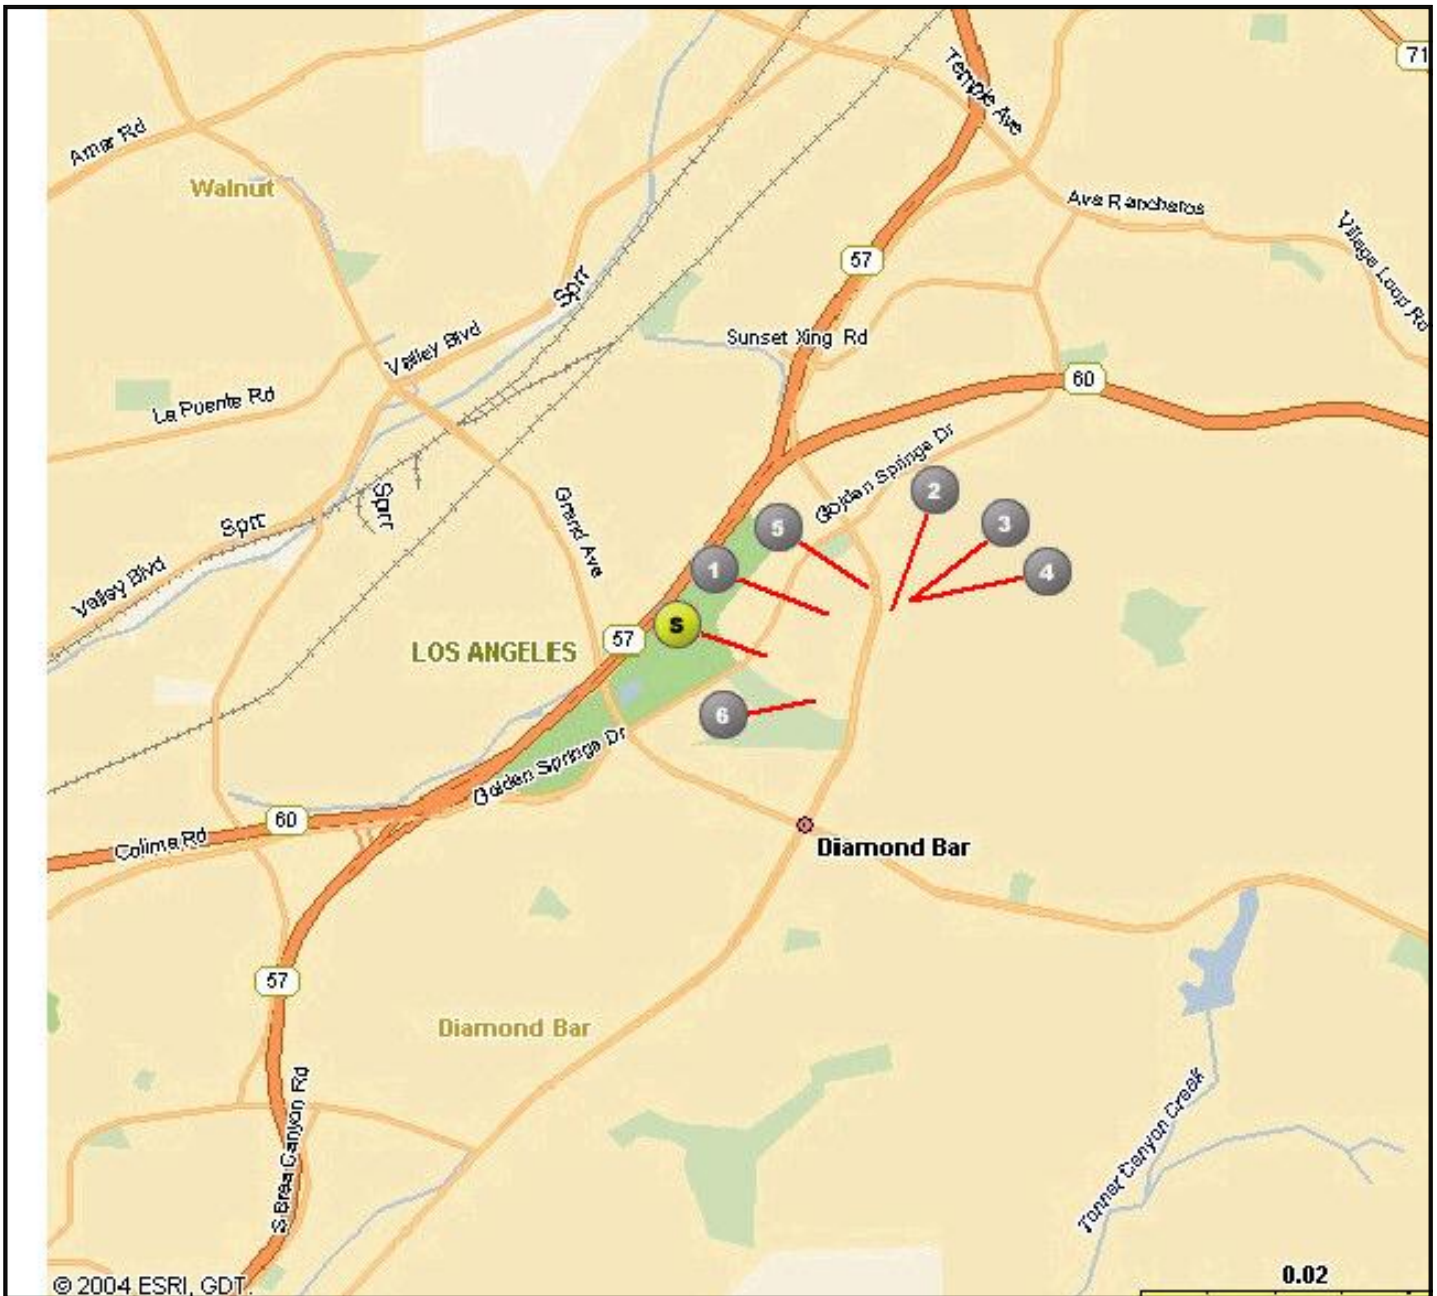 71
Temple Ave
Amar Rd
Walnut
Ave Rancheros
Village Loop Rd
57
Sprr
Sunset Xing Rd
Valley Blvd
60
La Puente Rd
Golden Springs Dr
2
Sprr
Grand Ave
5
3
Sprr
1
4
Valley Blvd
S
57
LOS ANGELES
6
Golden Springs Dr
60
Colima Rd
Diamond Bar
57
Diamond Bar
S Brea Canyon Rd
Tonner Canyon Creek
0.02
© 2004 ESRI, GDT